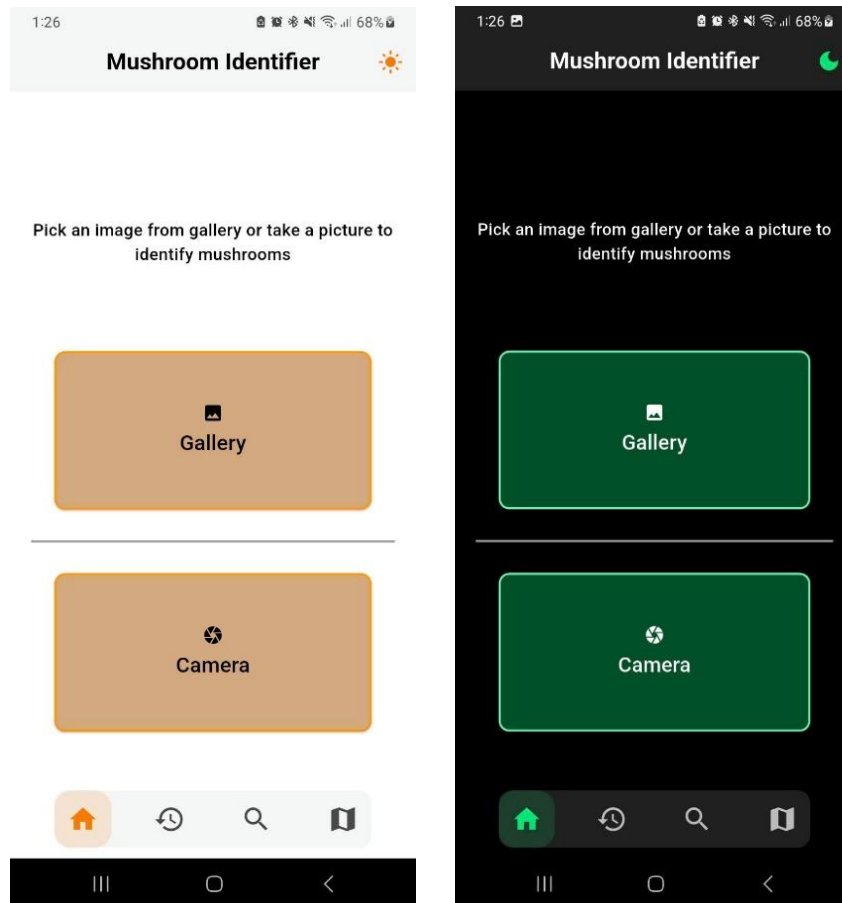 1:26 68%
Mushroom Identifier
Pick an image from gallery or take a picture to
identify mushrooms
Gallery
Camera
1:26 68%
Mushroom Identifier
Pick an image from gallery or take a picture to
identify mushrooms
Gallery
Camera